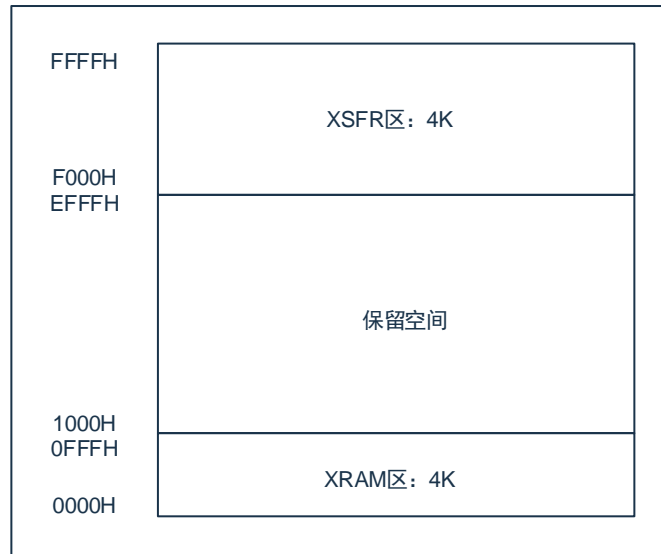 FFFFH
XSFR区：4K
F000H
EFFFH
保留空间
1000H
0FFFH
XRAM区：4K
0000H